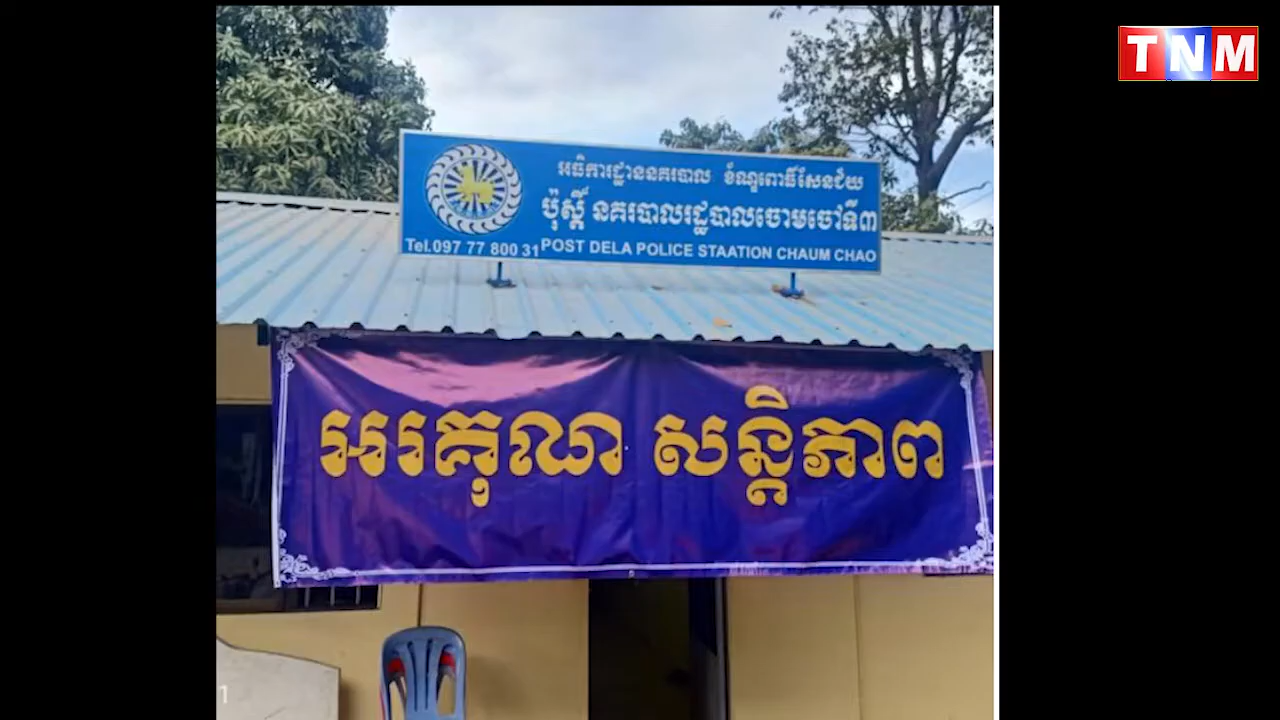 TNM
អធិការដ្ឋាននគរបាល ខ័ណ្ឌពោធិ៍សែនជ័យ
ប៉ុស្តិ៍ នគរបាលរដ្ឋបាលចោមចៅទី៣
Tel.097 77 800 31 POST DELA POLICE STAATION CHAUM CHAO
អរគុណ សន្តិភាព